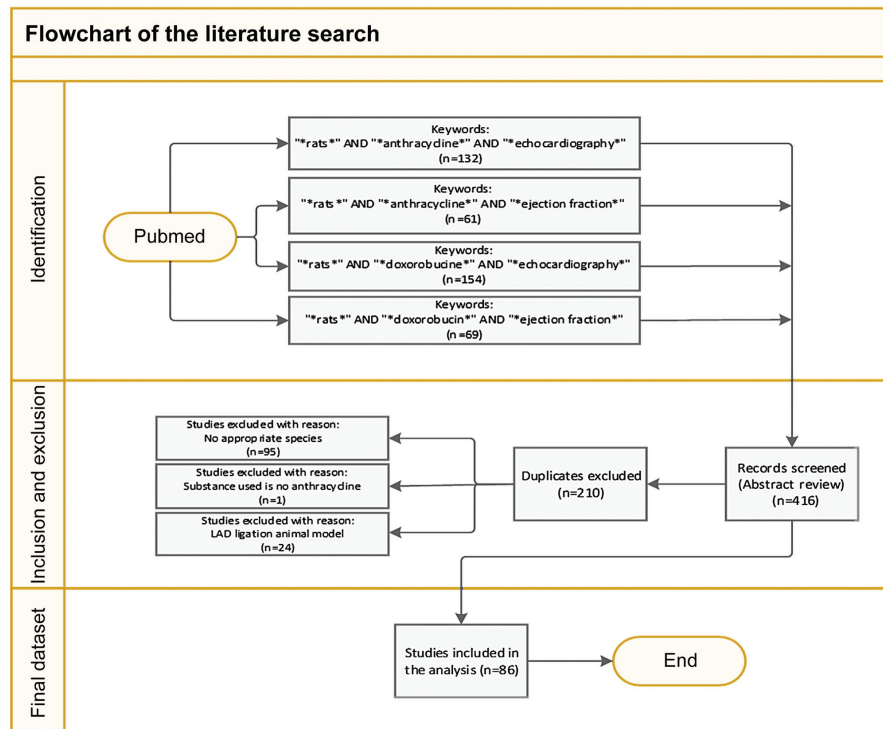 Flowchart of the literature search
Identification
Pubmed
Keywords:
"*rats*" AND "*anthracycline*" AND "*echocardiography*"
(n=132)
Keywords:
"*rats*" AND "*anthracycline*" AND "*ejection fraction*"
(n=61)
Keywords:
"*rats*" AND "*doxorobucine*" AND "*echocardiography*"
(n=154)
Keywords:
"*rats*" AND "*doxorobucin*" AND "*ejection fraction*"
(n=69)
Inclusion and exclusion
Studies excluded with reason:
No appropriate species
(n=95)
Studies excluded with reason:
Substance used is no anthracycline
(n=1)
Studies excluded with reason:
LAD ligation animal model
(n=24)
Duplicates excluded
(n=210)
Records screened
(Abstract review)
(n=416)
Final dataset
Studies included in
the analysis (n=86)
End